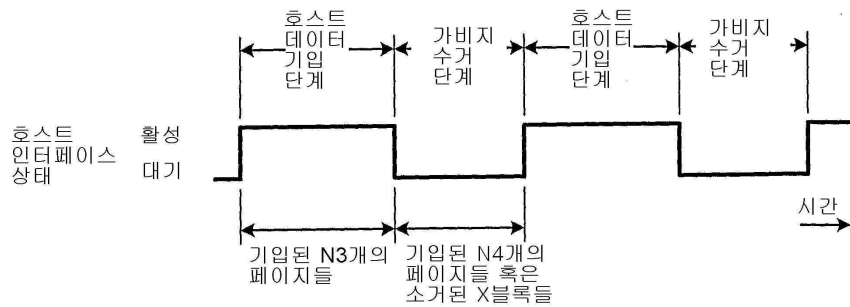 호스트
데이터
기입
단계
가비지
수거
단계
호스트
데이터
기입
단계
가비지
수거
단계
호스트
인터페이스
상태
활성
대기
시간
기입된 N3개의
페이지들
기입된 N4개의
페이지들 혹은
소거된 X블록들